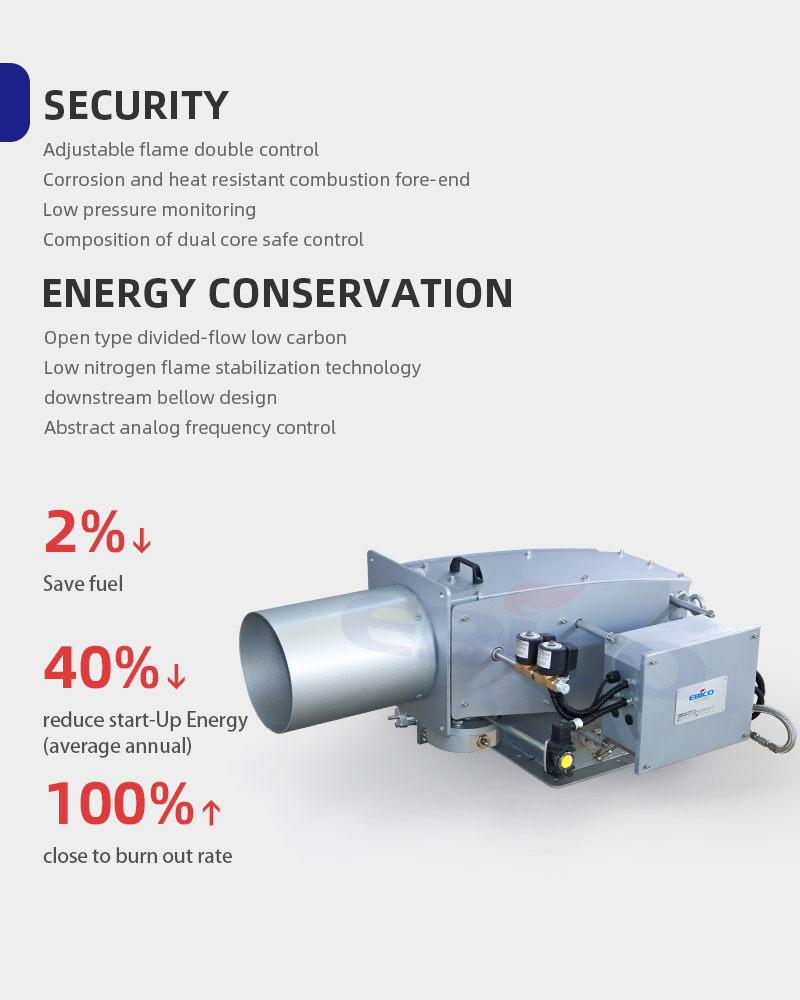 SECURITY
Adjustable flame double control
Corrosion and heat resistant combustion fore-end
Low pressure monitoring
Composition of dual core safe control
ENERGY CONSERVATION
Open type divided-flow low carbon
Low nitrogen flame stabilization technology
downstream bellow design
Abstract analog frequency control
2%↓
Save fuel
40%↓
reduce start-Up Energy
(average annual)
100%↑
close to burn out rate
EBICO
EBICO